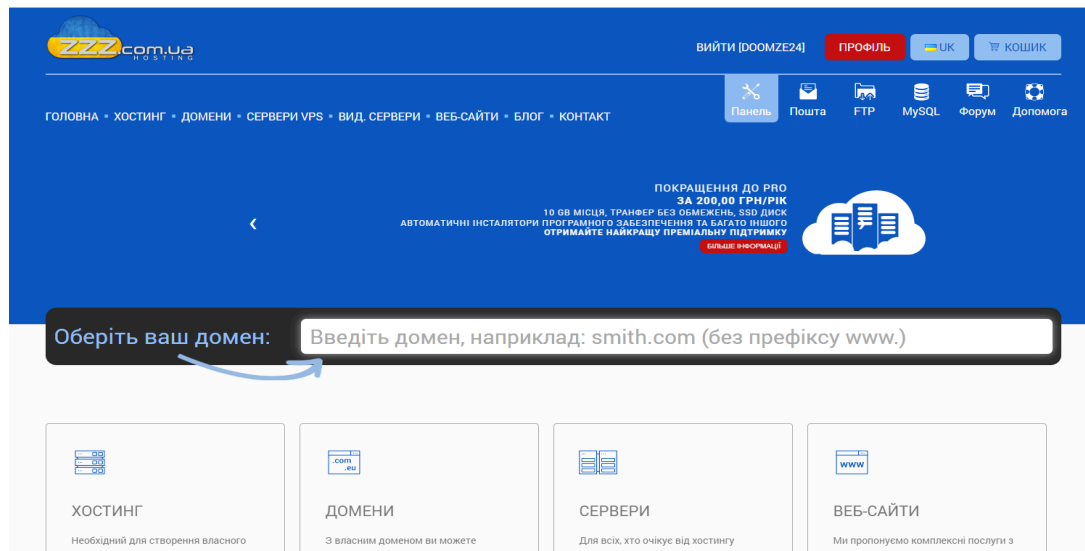 ZZZ.com.ua
HOSTING
ВИЙТИ [DOOMZE24] ПРОФІЛЬ UK КОШИК
ГОЛОВНА ▪ ХОСТИНГ ▪ ДОМЕНИ ▪ СЕРВЕРИ VPS ▪ ВИД. СЕРВЕРИ ▪ ВЕБ-САЙТИ ▪ БЛОГ ▪ КОНТАКТ
Панель Пошта FTP MySQL Форум Допомога
ПОКРАЩЕННЯ ДО PRO
ЗА 200,00 ГРН/РІК
10 GB МІСЦЯ, ТРАНФЕР БЕЗ ОБМЕЖЕНЬ, SSD ДИСК
АВТОМАТИЧНІ ІНСТАЛЯТОРИ ПРОГРАМНОГО ЗАБЕЗПЕЧЕННЯ ТА БАГАТО ІНШОГО
ОТРИМАЙТЕ НАЙКРАЩУ ПРЕМІАЛЬНУ ПІДТРИМКУ
БІЛЬШЕ ІНФОРМАЦІЇ
Оберіть ваш домен: Введіть домен, наприклад: smith.com (без префіксу www.)
.com
.eu
www
ХОСТИНГ ДОМЕНИ СЕРВЕРИ ВЕБ-САЙТИ
Необхідний для створення власного З власним доменом ви можете Для всіх, хто очікує від хостингу Ми пропонуємо комплексні послуги з